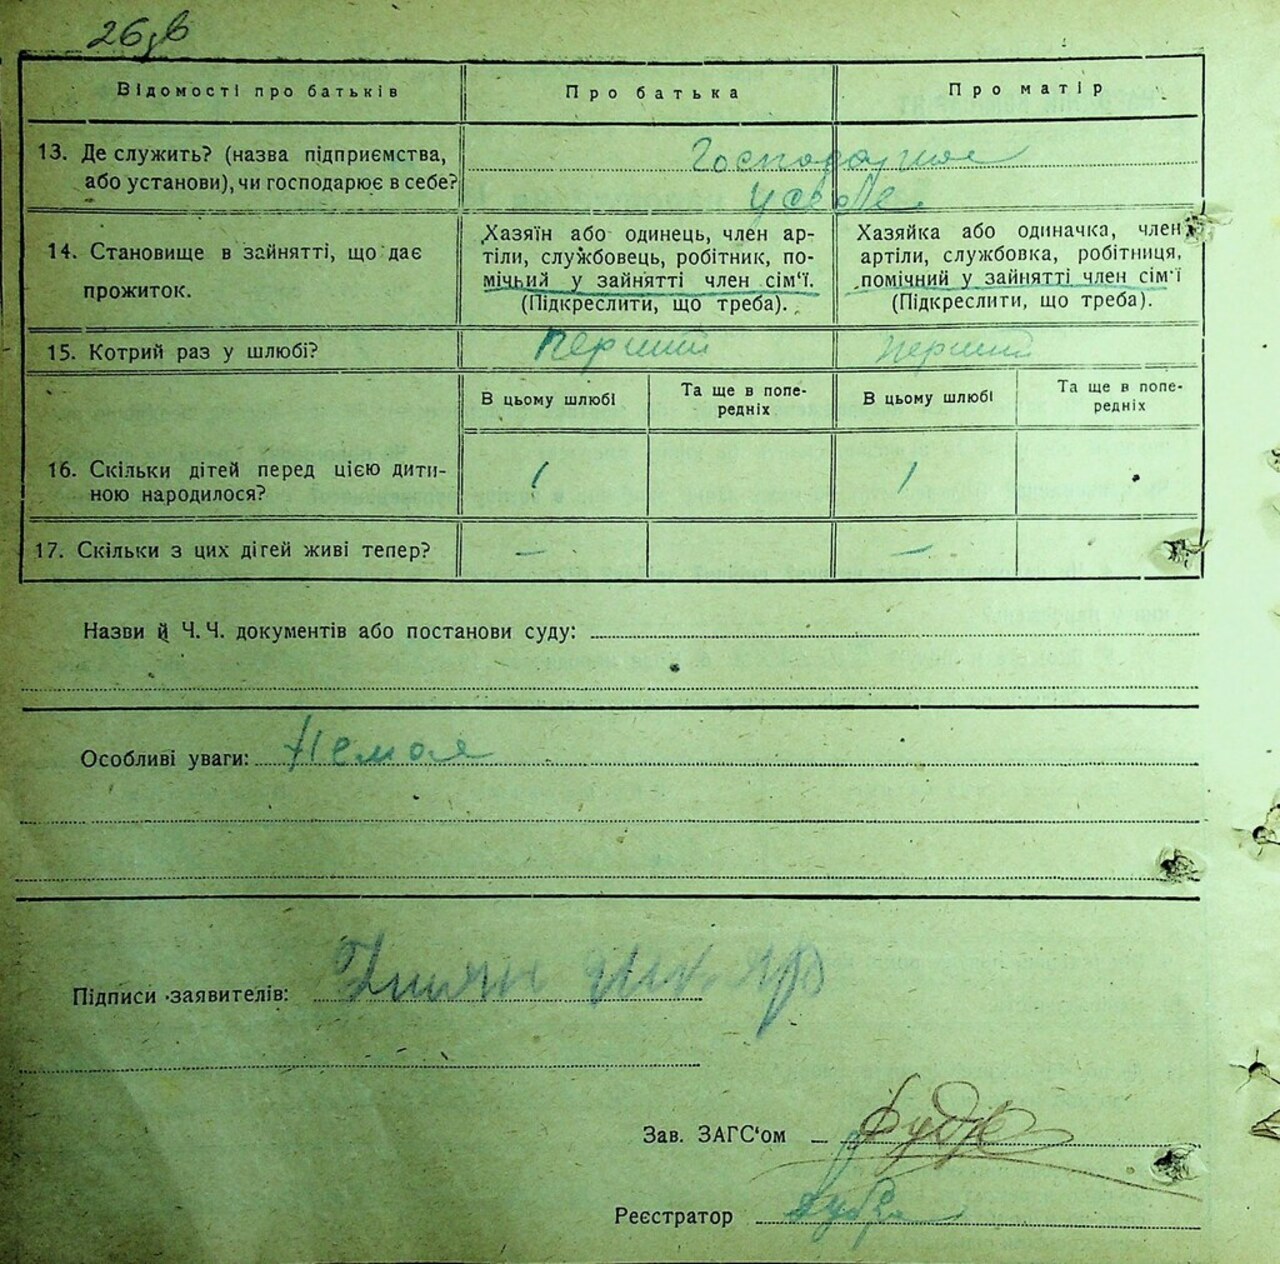 Відомості про батьків
Про батька
Про матір
13. Де служить? (назва підприємства,
або установи), чи господарює в себе?
Господарює
у себе
14. Становище в зайнятті, що дає
прожиток.
Хазяїн або одинець, член ар-
тіли, службовець, робітник, по-
мічний у зайнятті член сім'ї.
(Підкреслити, що треба).
Хазяйка або одиначка, член
артіли, службовка, робітниця,
помічний у зайнятті член сім'ї
(Підкреслити, що треба).
15. Котрий раз у шлюбі?
Перший
перший
В цьому шлюбі
Та ще в попе-
редніх
В цьому шлюбі
Та ще в попе-
редніх
16. Скільки дітей перед цією дити-
ною народилося?
1
1
17. Скільки з цих дітей живі тепер?
—
—
Назви й Ч.Ч. документів або постанови суду:
Особливі уваги: Немає
Підписи заявителів:
Зав. ЗАГС'ом
Реєстратор